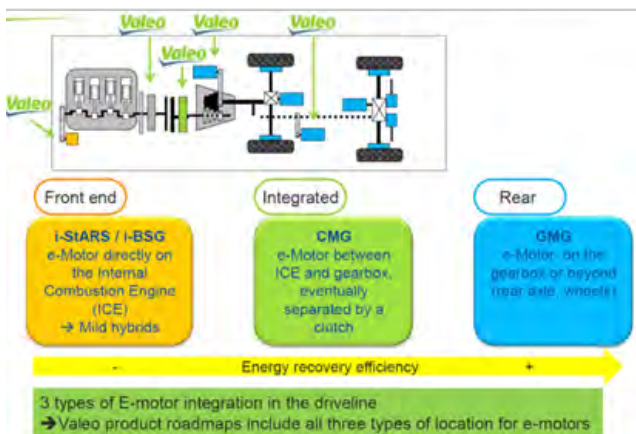 Valeo
Valeo
Valeo
Valeo
Valeo
Front end
Integrated
Rear
i-StARS / i-BSG
e-Motor directly on
the Internal
Combustion Engine
(ICE)
→ Mild hybrids
CMG
e-Motor between
ICE and gearbox,
eventually
separated by a
clutch
GMG
e-Motor on the
gearbox or beyond
(rear axle, wheels)
-
Energy recovery efficiency
+
3 types of E-motor integration in the driveline
➔Valeo product roadmaps include all three types of location for e-motors